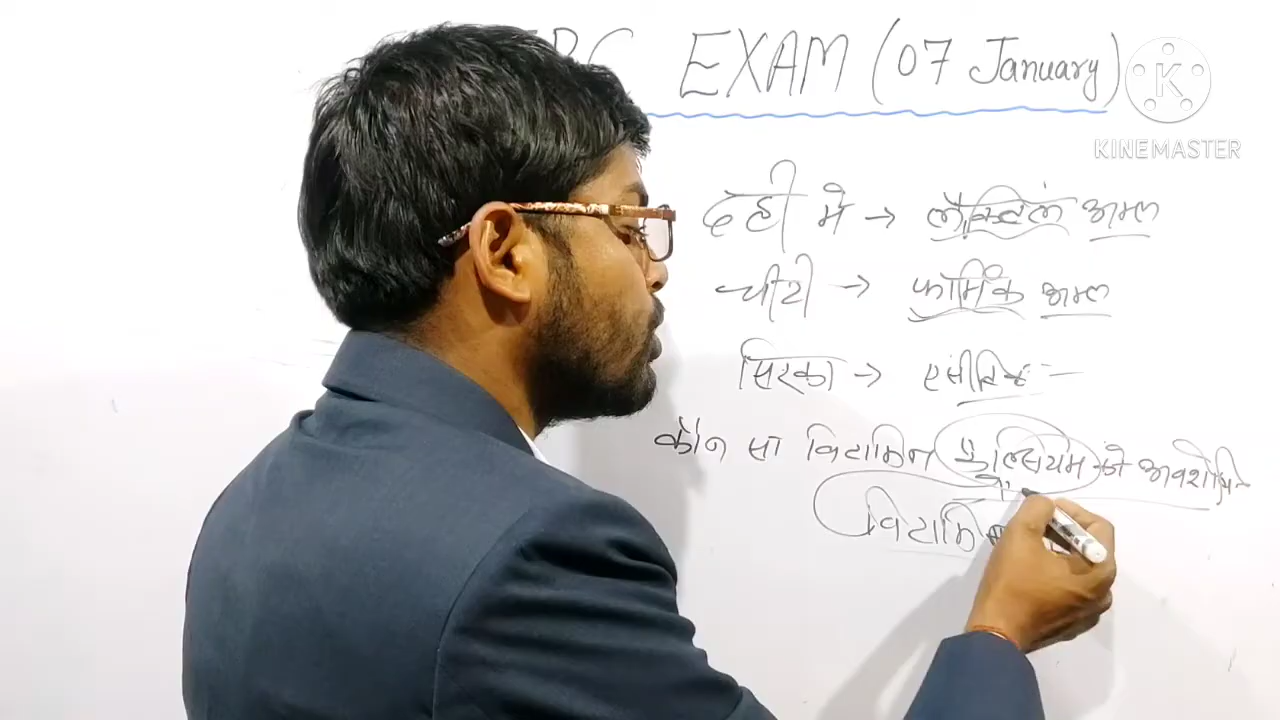 EXAM (07 January)
K
KINEMASTER
दही में → लैक्टिक अम्ल
चींटी → फॉर्मिक अम्ल
सिरका → एसीटिक -
कौन सा विटामिन कैल्सियम को अवशोषित
विटामिन